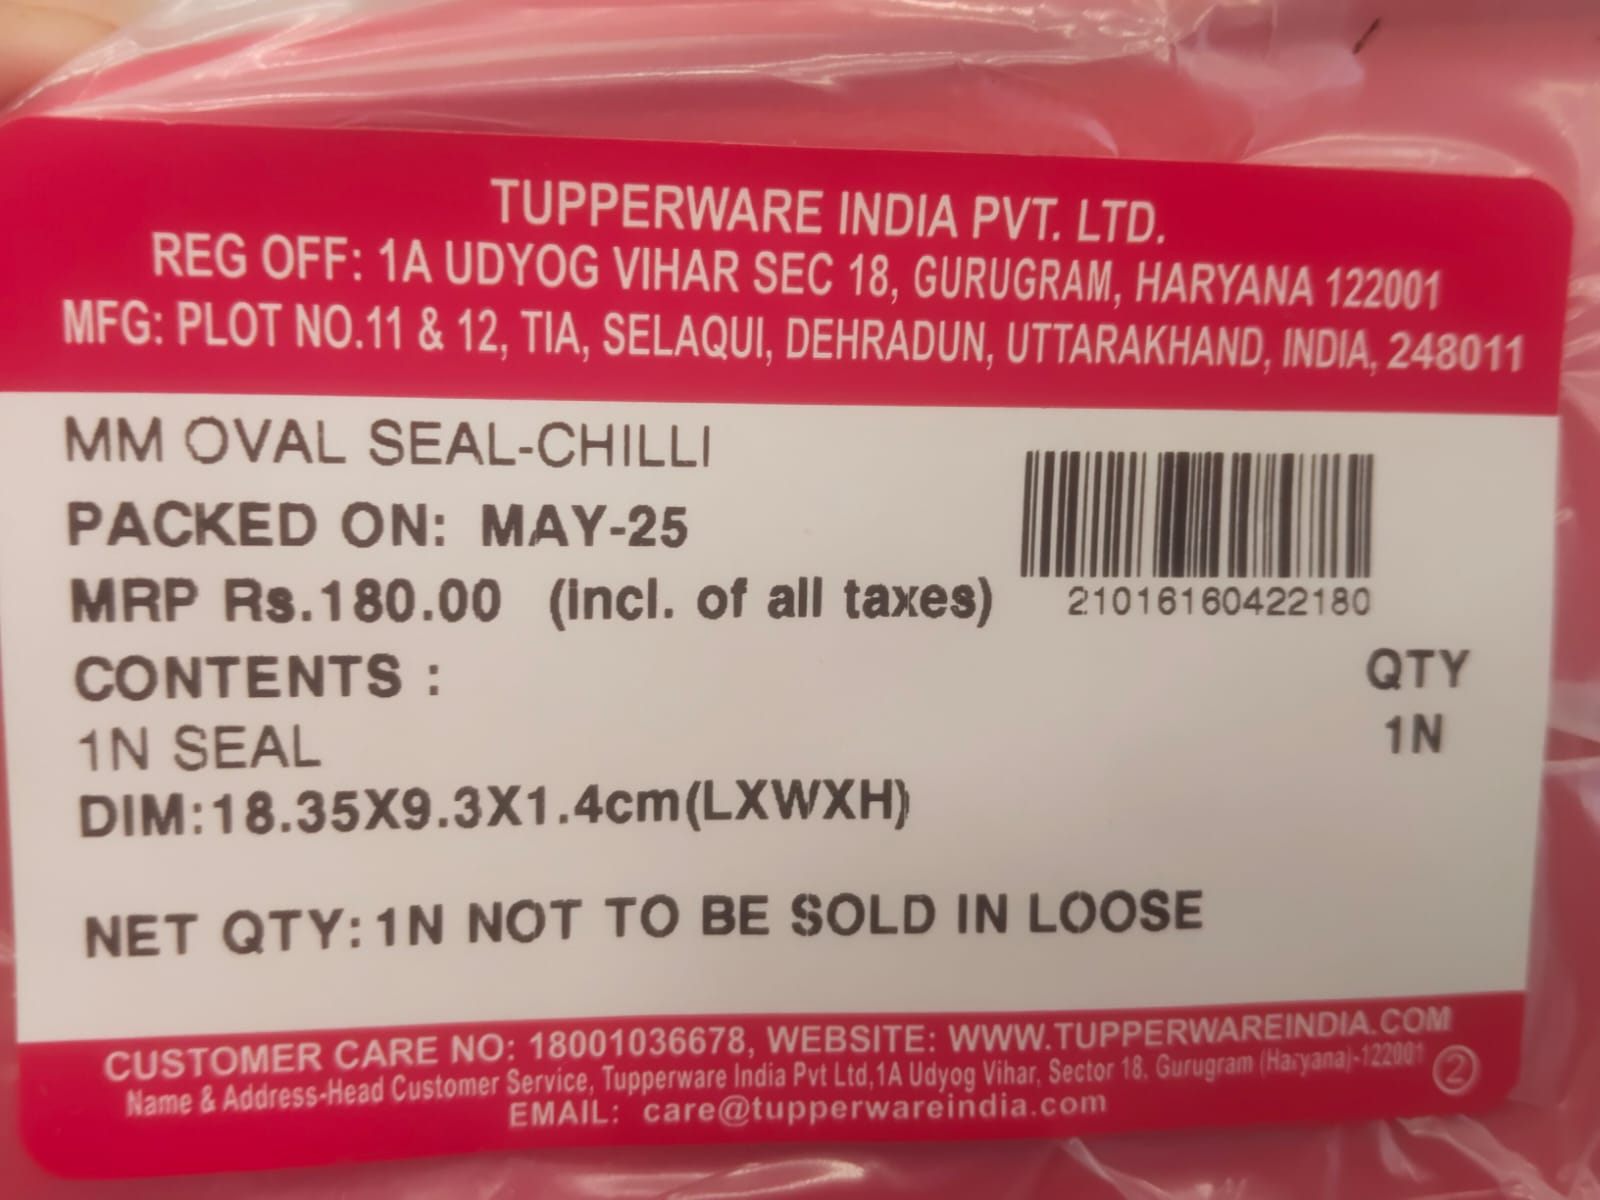 TUPPERWARE INDIA PVT. LTD.
REG OFF: 1A UDYOG VIHAR SEC 18, GURUGRAM, HARYANA 122001
MFG: PLOT NO.11 & 12, TIA, SELAQUI, DEHRADUN, UTTARAKHAND, INDIA, 248011
MM OVAL SEAL-CHILLI
PACKED ON: MAY-25
MRP Rs.180.00 (incl. of all taxes)
21016160422180
CONTENTS : QTY
1N SEAL 1N
DIM:18.35X9.3X1.4cm(LXWXH)
NET QTY:1N NOT TO BE SOLD IN LOOSE
CUSTOMER CARE NO: 18001036678, WEBSITE: WWW.TUPPERWAREINDIA.COM
Name & Address-Head Customer Service, Tupperware India Pvt Ltd,1A Udyog Vihar, Sector 18, Gurugram (Haryana)-122001
EMAIL: care@tupperwareindia.com
2